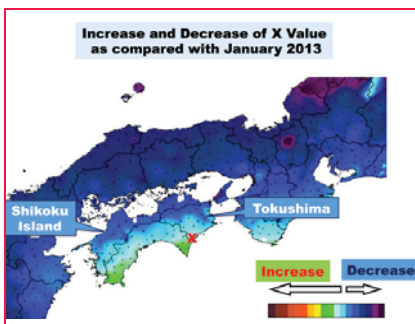 Increase and Decrease of X Value
as compared with January 2013
Shikoku
Island
Tokushima
X
Increase
Decrease